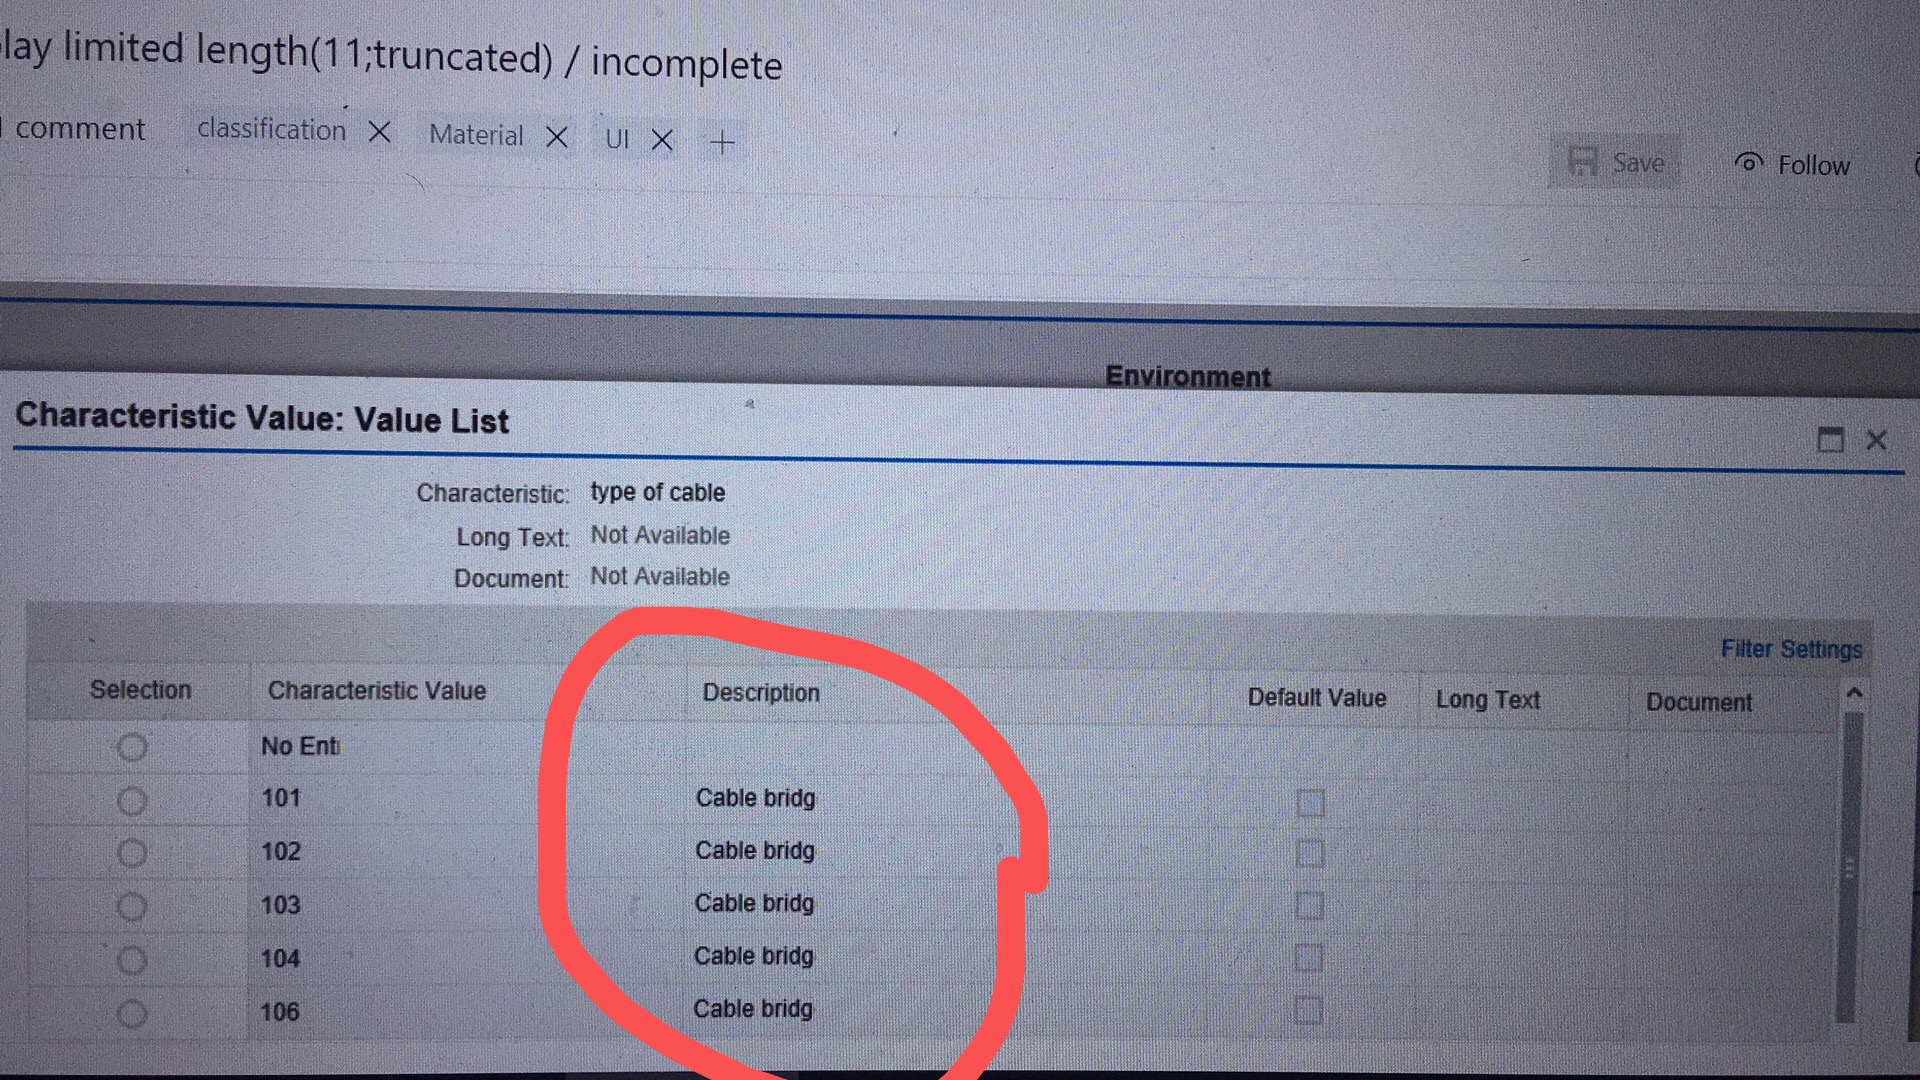 lay limited length(11;truncated) / incomplete
comment classification Material UI
Save Follow
Environment
Characteristic Value: Value List
Characteristic: type of cable
Long Text: Not Available
Document: Not Available
Filter Settings
Selection Characteristic Value Description Default Value Long Text Document
No Ent
101 Cable bridg
102 Cable bridg
103 Cable bridg
104 Cable bridg
106 Cable bridg